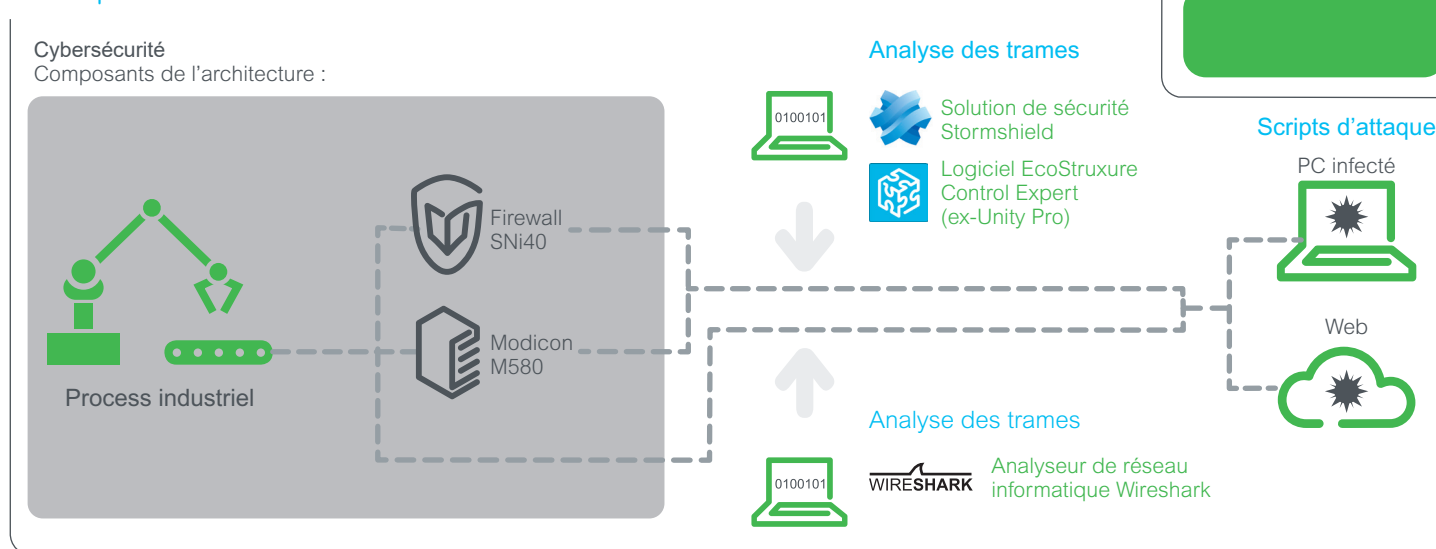 Cybersécurité
Composants de l'architecture :
Process industriel
Firewall
SNi40
Modicon
M580
Analyse des trames
0100101
Solution de sécurité
Stormshield
Logiciel EcoStruxure
Control Expert
(ex-Unity Pro)
Analyse des trames
0100101
WIRESHARK
Analyseur de réseau
informatique Wireshark
Scripts d'attaque
PC infecté
Web